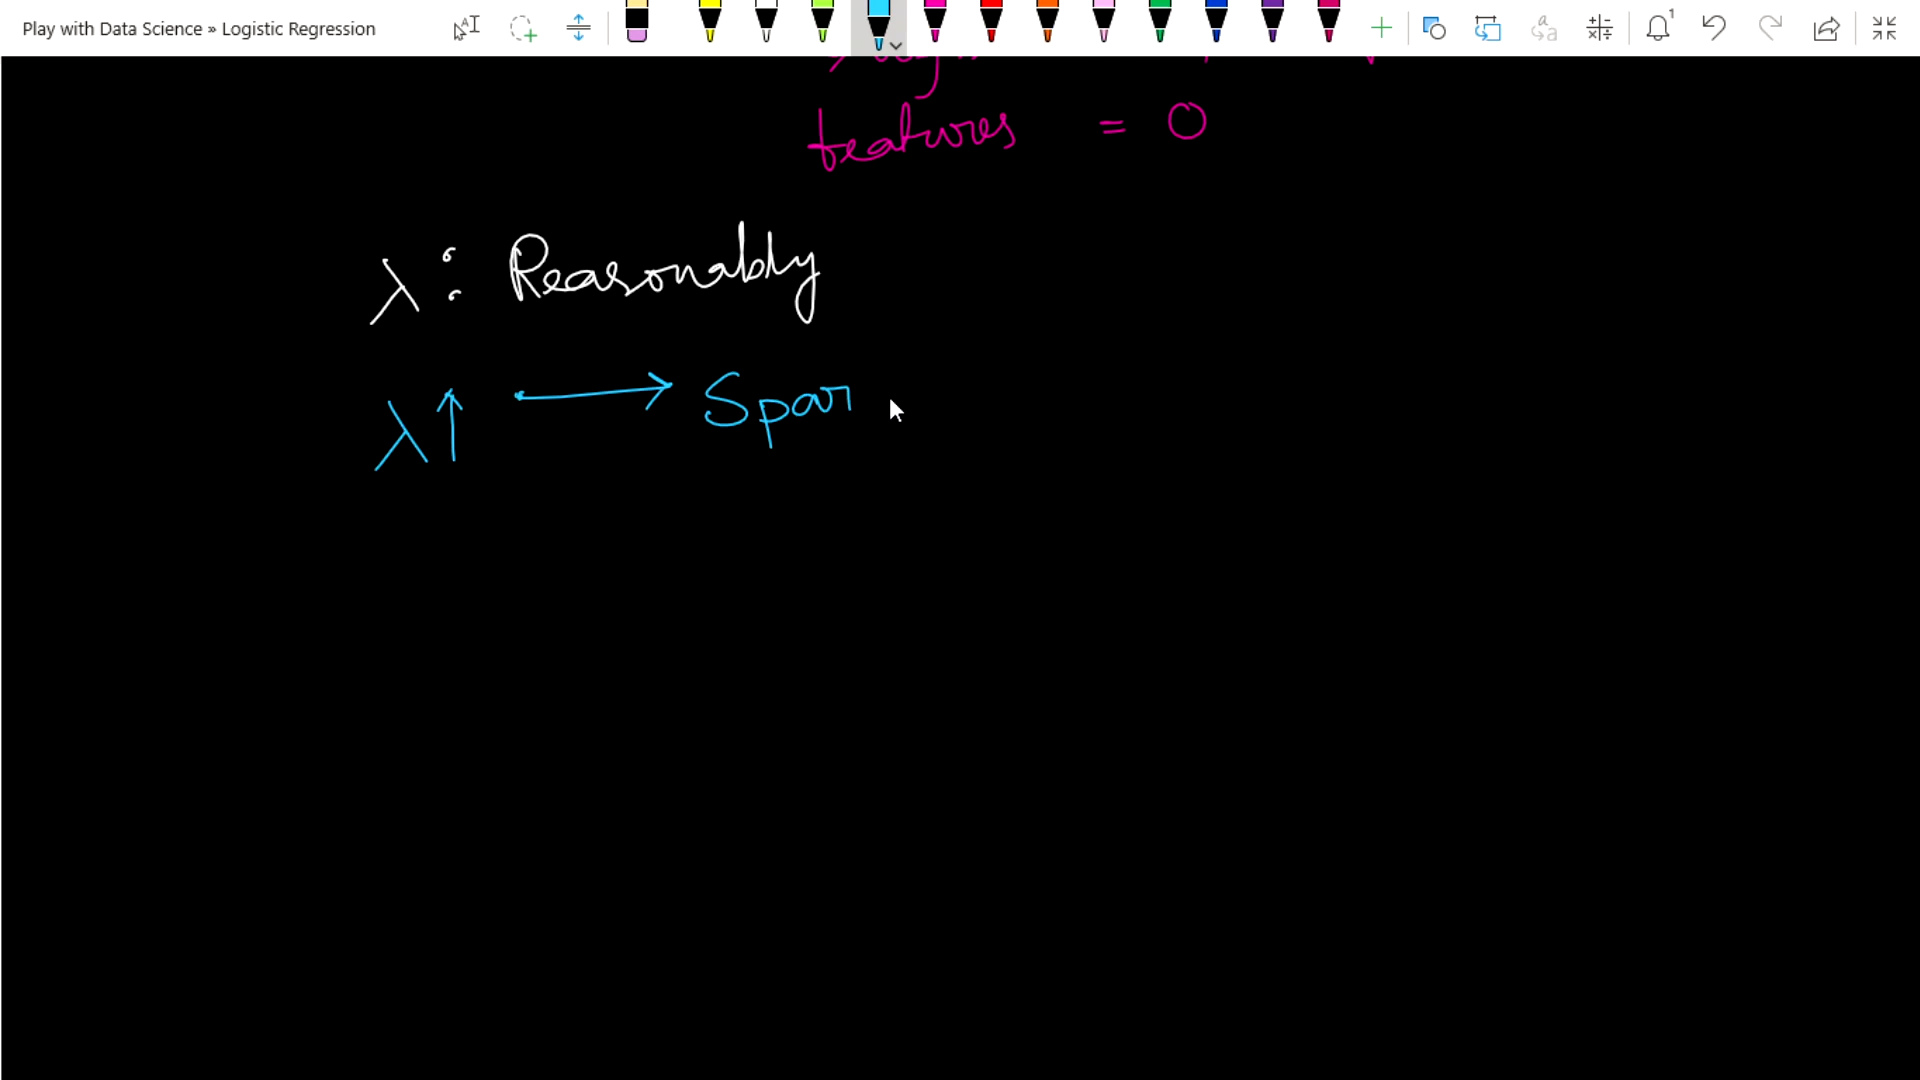 Play with Data Science » Logistic Regression
features = 0
λ : Reasonably
λ↑ → Spar